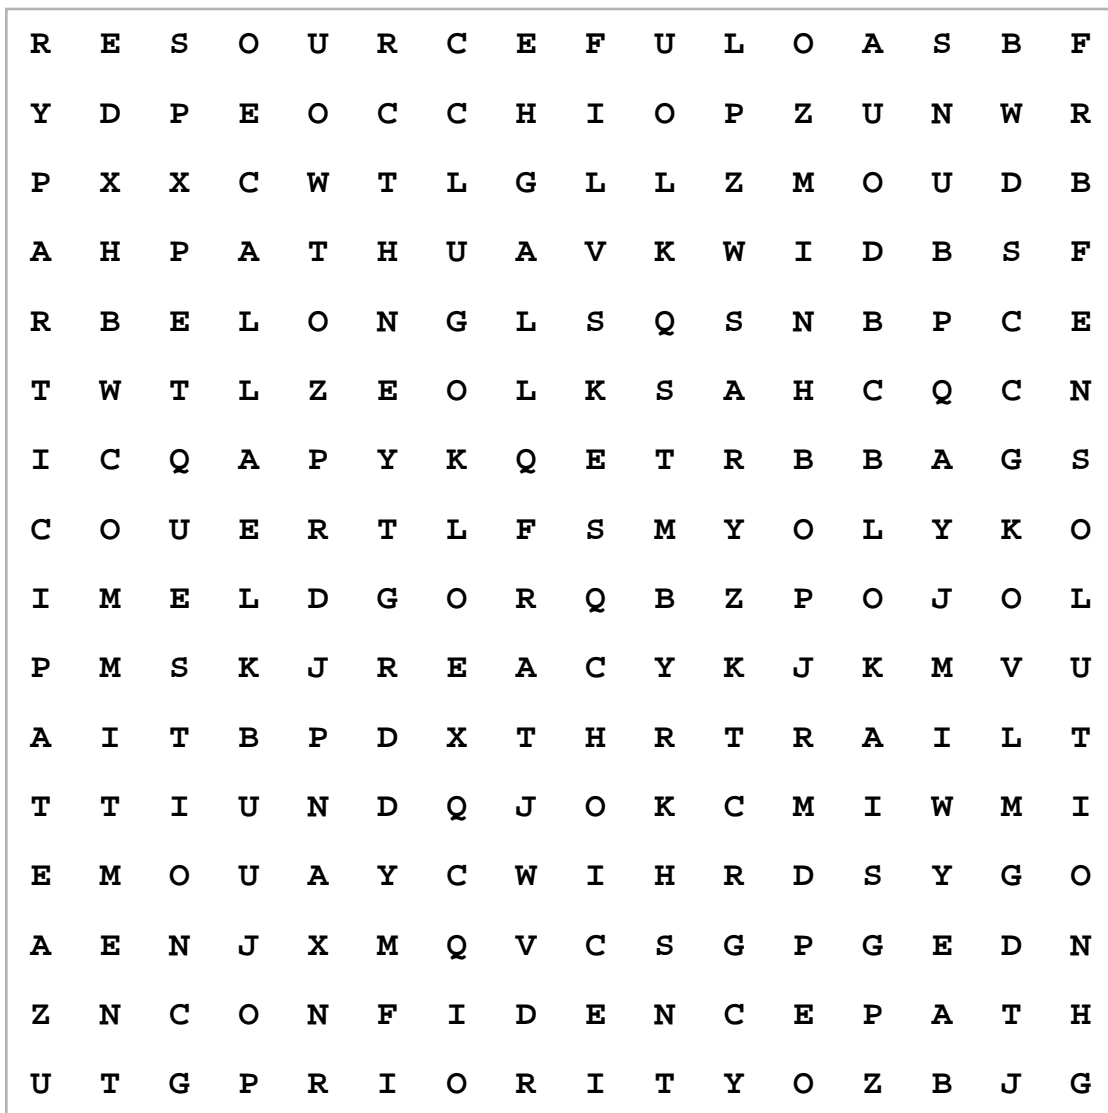 R E S O U R C E F U L O A S B F
Y D P E O C C H I O P Z U N W R
P X X C W T L G L L Z M O U D B
A H P A T H U A V K W I D B S F
R B E L O N G L S Q S N B P C E
T W T L Z E O L K S A H C Q C N
I C Q A P Y K Q E T R B B A G S
C O U E R T L F S M Y O L Y K O
I M E L D G O R Q B Z P O J O L
P M S K J R E A C Y K J K M V U
A I T B P D X T H R T R A I L T
T T I U N D Q J O K C M I W M I
E M O U A Y C W I H R D S Y G O
A E N J X M Q V C S G P G E D N
Z N C O N F I D E N C E P A T H
U T G P R I O R I T Y O Z B J G